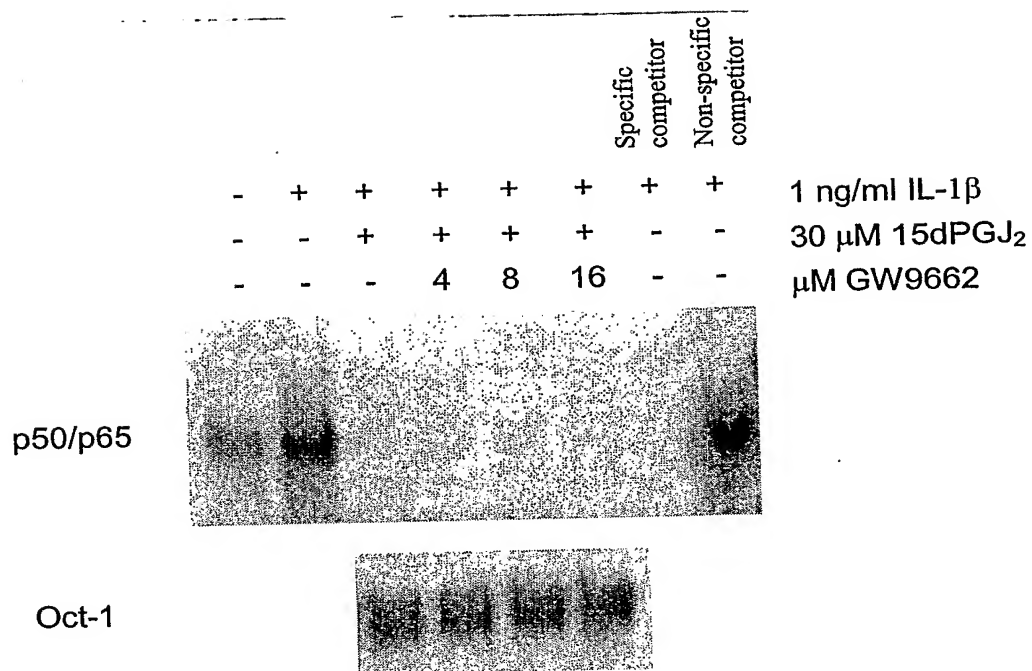 Specific competitor
Non-specific competitor
- + + + + + + + 1 ng/ml IL-1β
- - + + + + - - 30 μM 15dPGJ₂
- - - 4 8 16 - - μM GW9662
p50/p65
Oct-1